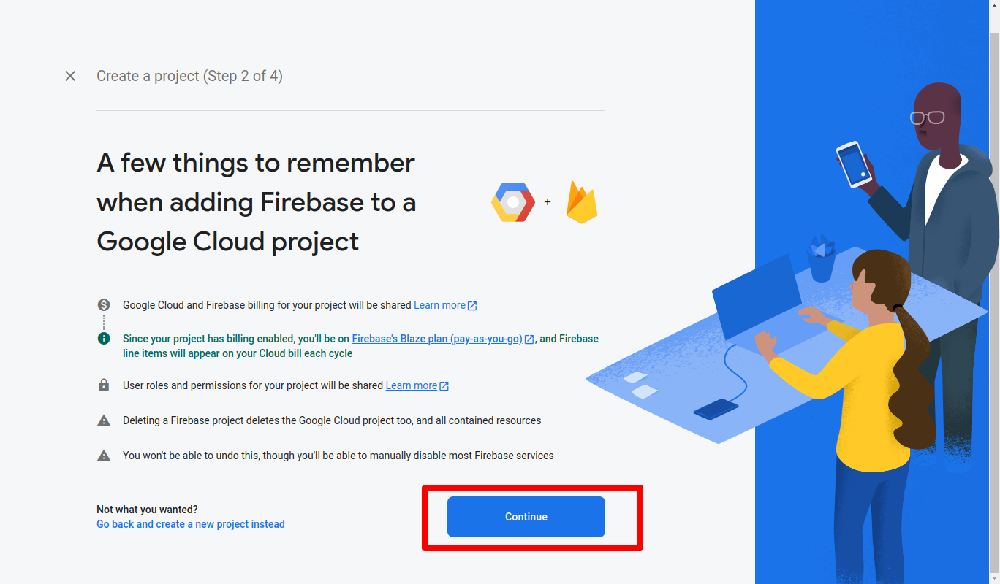 Create a project (Step 2 of 4)
A few things to remember
when adding Firebase to a
Google Cloud project
+
Google Cloud and Firebase billing for your project will be shared Learn more
Since your project has billing enabled, you'll be on Firebase's Blaze plan (pay-as-you-go), and Firebase
line items will appear on your Cloud bill each cycle
User roles and permissions for your project will be shared Learn more
Deleting a Firebase project deletes the Google Cloud project too, and all contained resources
You won't be able to undo this, though you'll be able to manually disable most Firebase services
Not what you wanted?
Go back and create a new project instead
Continue